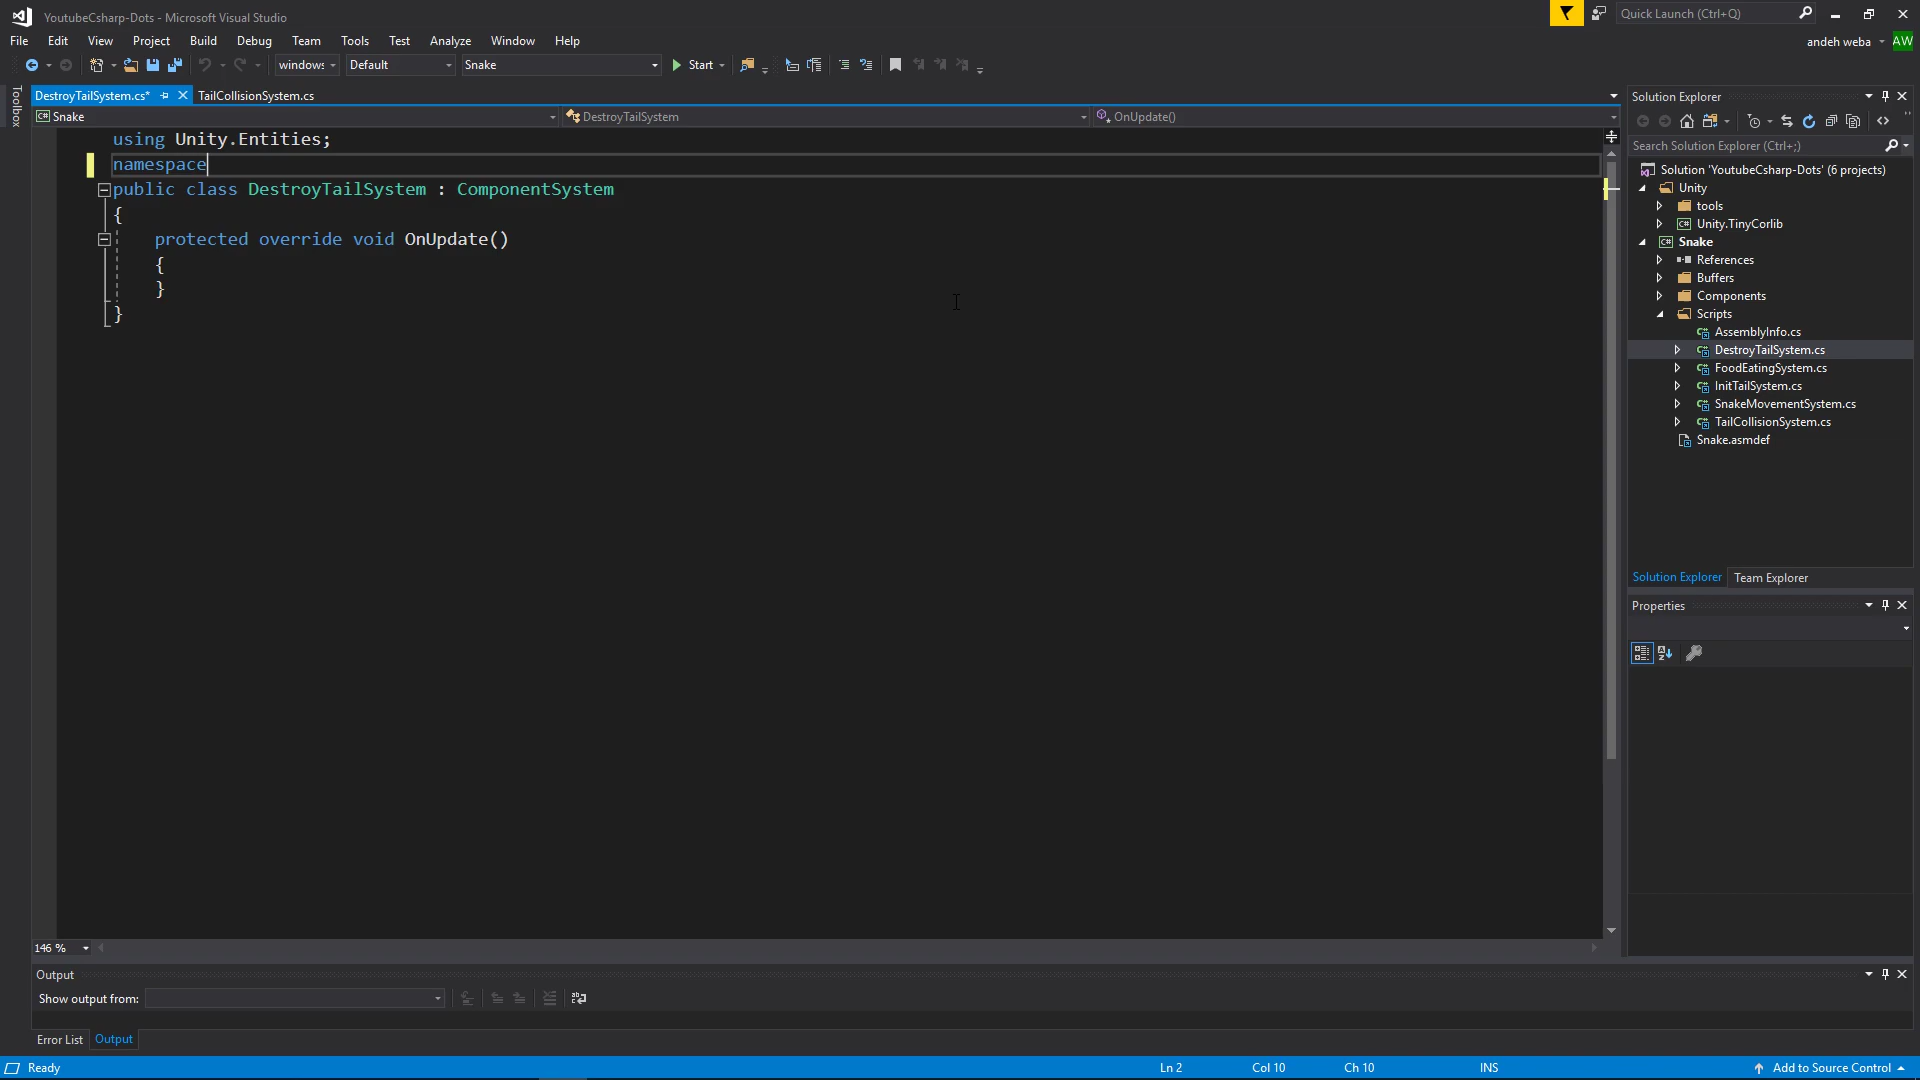 YoutubeCsharp-Dots - Microsoft Visual Studio
Quick Launch (Ctrl+Q)
File Edit View Project Build Debug Team Tools Test Analyze Window Help
andeh weba AW
windows Default Snake Start
Toolbox
DestroyTailSystem.cs* TailCollisionSystem.cs
Snake DestroyTailSystem OnUpdate()
using Unity.Entities;
namespace
public class DestroyTailSystem : ComponentSystem
{
protected override void OnUpdate()
{
}
}
146 %
Solution Explorer
Search Solution Explorer (Ctrl+;)
Solution 'YoutubeCsharp-Dots' (6 projects)
Unity
tools
Unity.TinyCorlib
Snake
References
Buffers
Components
Scripts
AssemblyInfo.cs
DestroyTailSystem.cs
FoodEatingSystem.cs
InitTailSystem.cs
SnakeMovementSystem.cs
TailCollisionSystem.cs
Snake.asmdef
Solution Explorer Team Explorer
Properties
Output
Show output from:
Error List Output
Ready Ln 2 Col 10 Ch 10 INS Add to Source Control